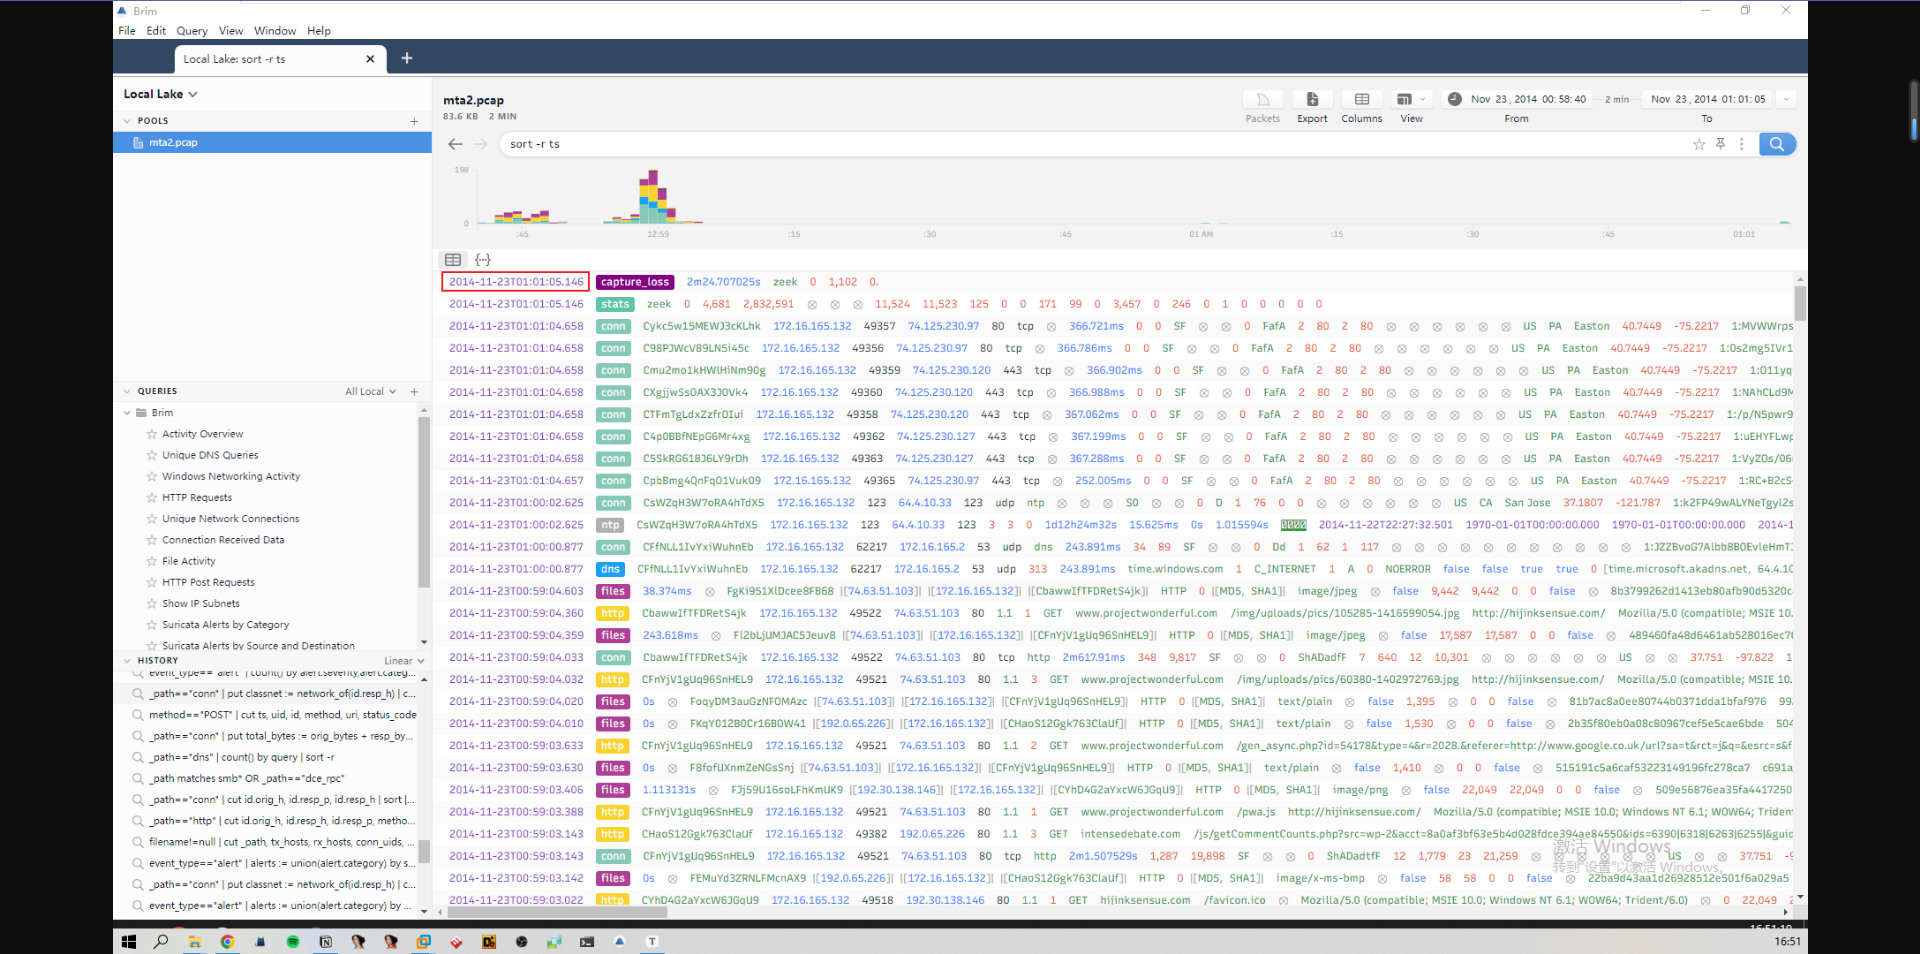 Brim
File Edit Query View Window Help
Local Lake: sort -r ts
Local Lake
POOLS
mta2.pcap
mta2.pcap
83.6 KB 2 MIN
Packets Export Columns View
Nov 23 , 2014 00: 58: 40 2 min Nov 23 , 2014 01: 01: 05
From To
sort -r ts
198
0
:45 12:59 :15 :30 :45 01 AM :15 :30 :45 01:01
2014-11-23T01:01:05.146 capture_loss 2m24.707025s zeek 0 1,102 0.
2014-11-23T01:01:05.146 stats zeek 0 4,681 2,832,591 ⊗ ⊗ ⊗ 11,524 11,523 125 0 0 171 99 0 3,457 0 246 0 1 0 0 0 0 0
2014-11-23T01:01:04.658 conn Cykc5w15MEWJ3cKLhk 172.16.165.132 49357 74.125.230.97 80 tcp ⊗ 366.721ms 0 0 SF ⊗ ⊗ 0 FafA 2 80 2 80 ⊗ ⊗ ⊗ ⊗ ⊗ ⊗ US PA Easton 40.7449 -75.2217 1:MVWWrps
2014-11-23T01:01:04.658 conn C98PJWcV89LN5i45c 172.16.165.132 49356 74.125.230.97 80 tcp ⊗ 366.786ms 0 0 SF ⊗ ⊗ 0 FafA 2 80 2 80 ⊗ ⊗ ⊗ ⊗ ⊗ ⊗ US PA Easton 40.7449 -75.2217 1:Os2mg5IVr1
2014-11-23T01:01:04.658 conn Cmu2mo1kHWlHiNm90g 172.16.165.132 49359 74.125.230.120 443 tcp ⊗ 366.902ms 0 0 SF ⊗ ⊗ 0 FafA 2 80 2 80 ⊗ ⊗ ⊗ ⊗ ⊗ ⊗ US PA Easton 40.7449 -75.2217 1:O11yq
2014-11-23T01:01:04.658 conn CXgjjwSsOAX3JOVk4 172.16.165.132 49360 74.125.230.120 443 tcp ⊗ 366.988ms 0 0 SF ⊗ ⊗ 0 FafA 2 80 2 80 ⊗ ⊗ ⊗ ⊗ ⊗ ⊗ US PA Easton 40.7449 -75.2217 1:NAhCLd9M
2014-11-23T01:01:04.658 conn CTFmTgLdxZzfrOIui 172.16.165.132 49358 74.125.230.120 443 tcp ⊗ 367.062ms 0 0 SF ⊗ ⊗ 0 FafA 2 80 2 80 ⊗ ⊗ ⊗ ⊗ ⊗ ⊗ US PA Easton 40.7449 -75.2217 1:/p/N5pwr9
2014-11-23T01:01:04.658 conn C4p0BBfNEpG6Mr4xg 172.16.165.132 49362 74.125.230.127 443 tcp ⊗ 367.199ms 0 0 SF ⊗ ⊗ 0 FafA 2 80 2 80 ⊗ ⊗ ⊗ ⊗ ⊗ ⊗ US PA Easton 40.7449 -75.2217 1:uEHYFLwp
2014-11-23T01:01:04.658 conn C5SkRG618J6LY9rDh 172.16.165.132 49363 74.125.230.127 443 tcp ⊗ 367.288ms 0 0 SF ⊗ ⊗ 0 FafA 2 80 2 80 ⊗ ⊗ ⊗ ⊗ ⊗ ⊗ US PA Easton 40.7449 -75.2217 1:VyZOs/06
2014-11-23T01:01:04.657 conn CpbBmg4QnFqO1Vuk09 172.16.165.132 49365 74.125.230.97 443 tcp ⊗ 252.005ms 0 0 SF ⊗ ⊗ 0 FafA 2 80 2 80 ⊗ ⊗ ⊗ ⊗ ⊗ ⊗ US PA Easton 40.7449 -75.2217 1:RC+B2cS
2014-11-23T01:00:02.625 conn CsWZqH3W7oRA4hTdX5 172.16.165.132 123 64.4.10.33 123 udp ntp ⊗ ⊗ ⊗ S0 ⊗ ⊗ 0 D 1 76 0 0 ⊗ ⊗ ⊗ ⊗ ⊗ ⊗ US CA San Jose 37.1807 -121.787 1:k2FP49wALYNeTgyl2s
2014-11-23T01:00:02.625 ntp CsWZqH3W7oRA4hTdX5 172.16.165.132 123 64.4.10.33 123 3 3 0 1d12h24m32s 15.625ms 0s 1.015594s 2014-11-22T22:27:32.501 1970-01-01T00:00:00.000 1970-01-01T00:00:00.000 2014-1
2014-11-23T01:00:00.877 conn CFfNLL1IvYxiWuhnEb 172.16.165.132 62217 172.16.165.2 53 udp dns 243.891ms 34 89 SF ⊗ ⊗ 0 Dd 1 62 1 117 ⊗ ⊗ ⊗ ⊗ ⊗ ⊗ ⊗ ⊗ ⊗ ⊗ ⊗ 1:JZZBvoG7Albb8BOEvleHmT
2014-11-23T01:00:00.877 dns CFfNLL1IvYxiWuhnEb 172.16.165.132 62217 172.16.165.2 53 udp 313 243.891ms time.windows.com 1 C_INTERNET 1 A 0 NOERROR false false true true 0 [time.microsoft.akadns.net, 64.4.10
2014-11-23T00:59:04.603 files 38.374ms ⊗ FgKi951XlDcee8FB68 |[74.63.51.103]| |[172.16.165.132]| |[CbawwIfTFDRetS4jk]| HTTP 0 |[MD5, SHA1]| image/jpeg ⊗ false 9,442 9,442 0 0 false ⊗ 8b3799262d1413eb80afb90d5320c
2014-11-23T00:59:04.360 http CbawwIfTFDRetS4jk 172.16.165.132 49522 74.63.51.103 80 1.1 1 GET www.projectwonderful.com /img/uploads/pics/105285-1416599054.jpg http://hijinksensue.com/ Mozilla/5.0 (compatible; MSIE 10
2014-11-23T00:59:04.359 files 243.618ms ⊗ Fl2bLjUMJAC5Jeuv8 |[74.63.51.103]| |[172.16.165.132]| |[CFnYjV1gUq96SnHEL9]| HTTP 0 |[MD5, SHA1]| image/jpeg ⊗ false 17,587 17,587 0 0 false ⊗ 489460fa48d6461ab528016ec7
2014-11-23T00:59:04.033 conn CbawwIfTFDRetS4jk 172.16.165.132 49522 74.63.51.103 80 tcp http 2m617.91ms 348 9,817 SF ⊗ ⊗ 0 ShADadfF 7 640 12 10,301 ⊗ ⊗ ⊗ ⊗ ⊗ ⊗ US ⊗ ⊗ 37.751 -97.822 1
2014-11-23T00:59:04.032 http CFnYjV1gUq96SnHEL9 172.16.165.132 49521 74.63.51.103 80 1.1 3 GET www.projectwonderful.com /img/uploads/pics/60380-1402972769.jpg http://hijinksensue.com/ Mozilla/5.0 (compatible; MSIE 10.
2014-11-23T00:59:04.020 files 0s ⊗ FoqyDM3auGzNFOMAzc |[74.63.51.103]| |[172.16.165.132]| |[CFnYjV1gUq96SnHEL9]| HTTP 0 |[MD5, SHA1]| text/plain ⊗ false 1,395 ⊗ 0 0 false ⊗ 81b7ac8a0ee80744b0371dda1bfaf976 99
2014-11-23T00:59:04.010 files 0s ⊗ FKqY012B0Cr16BOW41 |[192.0.65.226]| |[172.16.165.132]| |[CHaoS12Ggk763ClaUf]| HTTP 0 |[MD5, SHA1]| text/plain ⊗ false 1,530 ⊗ 0 0 false ⊗ 2b35f80eb0a08c80967cef5e5cae6bde 504
2014-11-23T00:59:03.633 http CFnYjV1gUq96SnHEL9 172.16.165.132 49521 74.63.51.103 80 1.1 2 GET www.projectwonderful.com /gen_async.php?id=54178&type=4&r=2028.&referer=http://www.google.co.uk/url?sa=t&rct=j&q=&esrc=s&f
2014-11-23T00:59:03.630 files 0s ⊗ F8fofUXnmZeNGsSnj |[74.63.51.103]| |[172.16.165.132]| |[CFnYjV1gUq96SnHEL9]| HTTP 0 |[MD5, SHA1]| text/plain ⊗ false 1,410 ⊗ 0 0 false ⊗ 515191c5a6caf53223149196fc278ca7 c691a
2014-11-23T00:59:03.406 files 1.113131s ⊗ FJj59U16soLFhKmUK9 |[192.30.138.146]| |[172.16.165.132]| |[CYhD4G2aYxcW6JGqU9]| HTTP 0 |[MD5, SHA1]| image/png ⊗ false 22,049 22,049 0 0 false ⊗ 509e56876ea35fa4417250
2014-11-23T00:59:03.388 http CFnYjV1gUq96SnHEL9 172.16.165.132 49521 74.63.51.103 80 1.1 1 GET www.projectwonderful.com /pwa.js http://hijinksensue.com/ Mozilla/5.0 (compatible; MSIE 10.0; Windows NT 6.1; WOW64; Trident
2014-11-23T00:59:03.143 http CHaoS12Ggk763ClaUf 172.16.165.132 49382 192.0.65.226 80 1.1 3 GET intensedebate.com /js/getCommentCounts.php?src=wp-2&acct=8a0af3bf63e5b4d028fdce394ae84550&ids=6390|6318|6263|6255|&guid
2014-11-23T00:59:03.143 conn CFnYjV1gUq96SnHEL9 172.16.165.132 49521 74.63.51.103 80 tcp http 2m1.507529ms 1,287 19,898 SF ⊗ ⊗ 0 ShADadtfF 12 1,779 23 21,259 ⊗ ⊗ ⊗ ⊗ ⊗ ⊗ US ⊗ ⊗ 37.751 -9
2014-11-23T00:59:03.142 files 0s ⊗ FEMuYd3ZRNLFMcnAX9 |[192.0.65.226]| |[172.16.165.132]| |[CHaoS12Ggk763ClaUf]| HTTP 0 |[MD5, SHA1]| image/x-ms-bmp ⊗ false 58 58 0 0 false ⊗ 22ba9d43aa1d26928512e501f6a029a5
2014-11-23T00:59:03.022 http CYhD4G2aYxcW6JGqU9 172.16.165.132 49518 192.30.138.146 80 1.1 1 GET hijinksensue.com /favicon.ico ⊗ Mozilla/5.0 (compatible; MSIE 10.0; Windows NT 6.1; WOW64; Trident/6.0) ⊗ 0 22,049 2
激活 Windows
转到"设置"以激活 Windows。
QUERIES All Local
Brim
Activity Overview
Unique DNS Queries
Windows Networking Activity
HTTP Requests
Unique Network Connections
Connection Received Data
File Activity
HTTP Post Requests
Show IP Subnets
Suricata Alerts by Category
Suricata Alerts by Source and Destination
HISTORY Linear
event_type=="alert" | count() by alert.severity,alert.categ...
_path=="conn" | put classnet := network_of(id.resp_h) | c...
method=="POST" | cut ts, uid, id, method, uri, status_code
_path=="conn" | put total_bytes := orig_bytes + resp_by...
_path=="dns" | count() by query | sort -r
_path matches smb* OR _path=="dce_rpc"
_path=="conn" | cut id.orig_h, id.resp_p, id.resp_h | sort |...
_path=="http" | cut id.orig_h, id.resp_h, id.resp_p, metho...
filename!=null | cut _path, tx_hosts, rx_hosts, conn_uids, ...
event_type=="alert" | alerts := union(alert.category) by s...
_path=="conn" | put classnet := network_of(id.resp_h) | c...
event_type=="alert" | alerts := union(alert.category) by ...
16:51